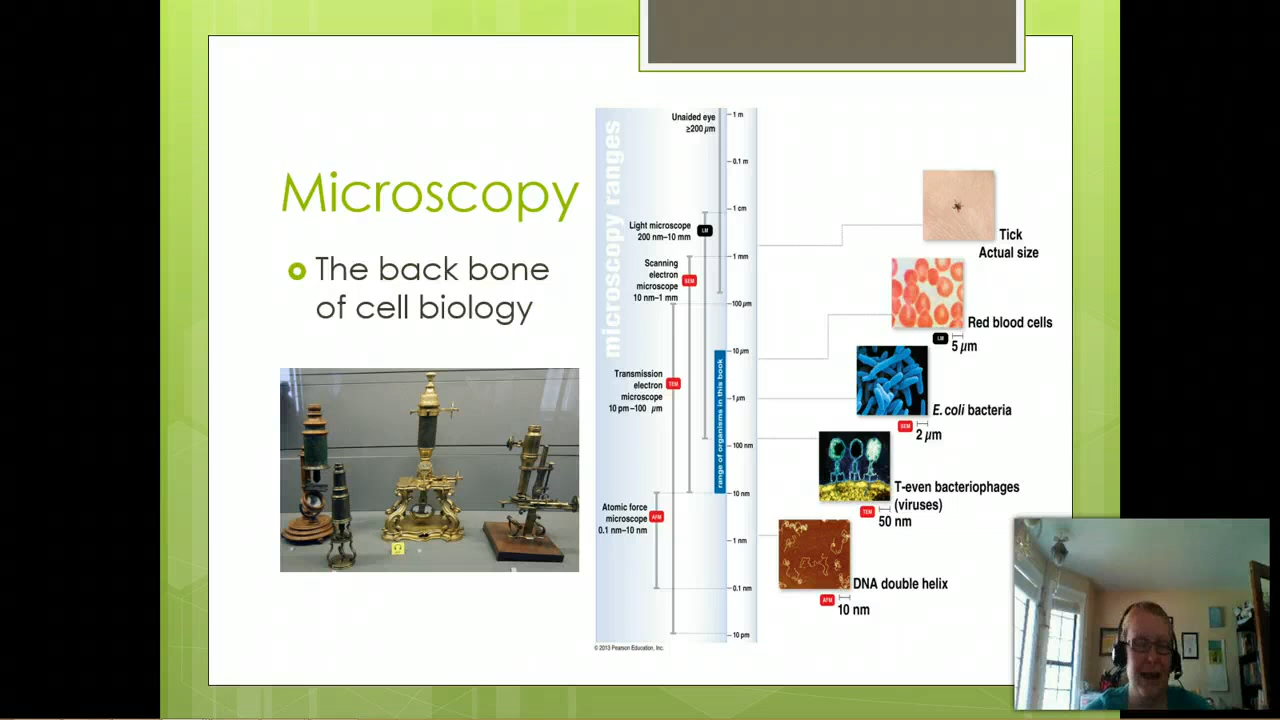 Microscopy
The back bone
of cell biology
microscopy ranges
Unaided eye
≥200 µm
Light microscope
200 nm–10 mm
LM
Scanning
electron
microscope
10 nm–1 mm
SEM
Transmission
electron
microscope
10 pm–100 µm
TEM
Atomic force
microscope
0.1 nm–10 nm
AFM
1 m
0.1 m
1 cm
1 mm
100 µm
10 µm
1 µm
100 nm
10 nm
1 nm
0.1 nm
10 pm
range of organisms in this book
Tick
Actual size
Red blood cells
LM
5 µm
E. coli bacteria
SEM
2 µm
T-even bacteriophages
(viruses)
TEM
50 nm
DNA double helix
AFM
10 nm
© 2013 Pearson Education, Inc.